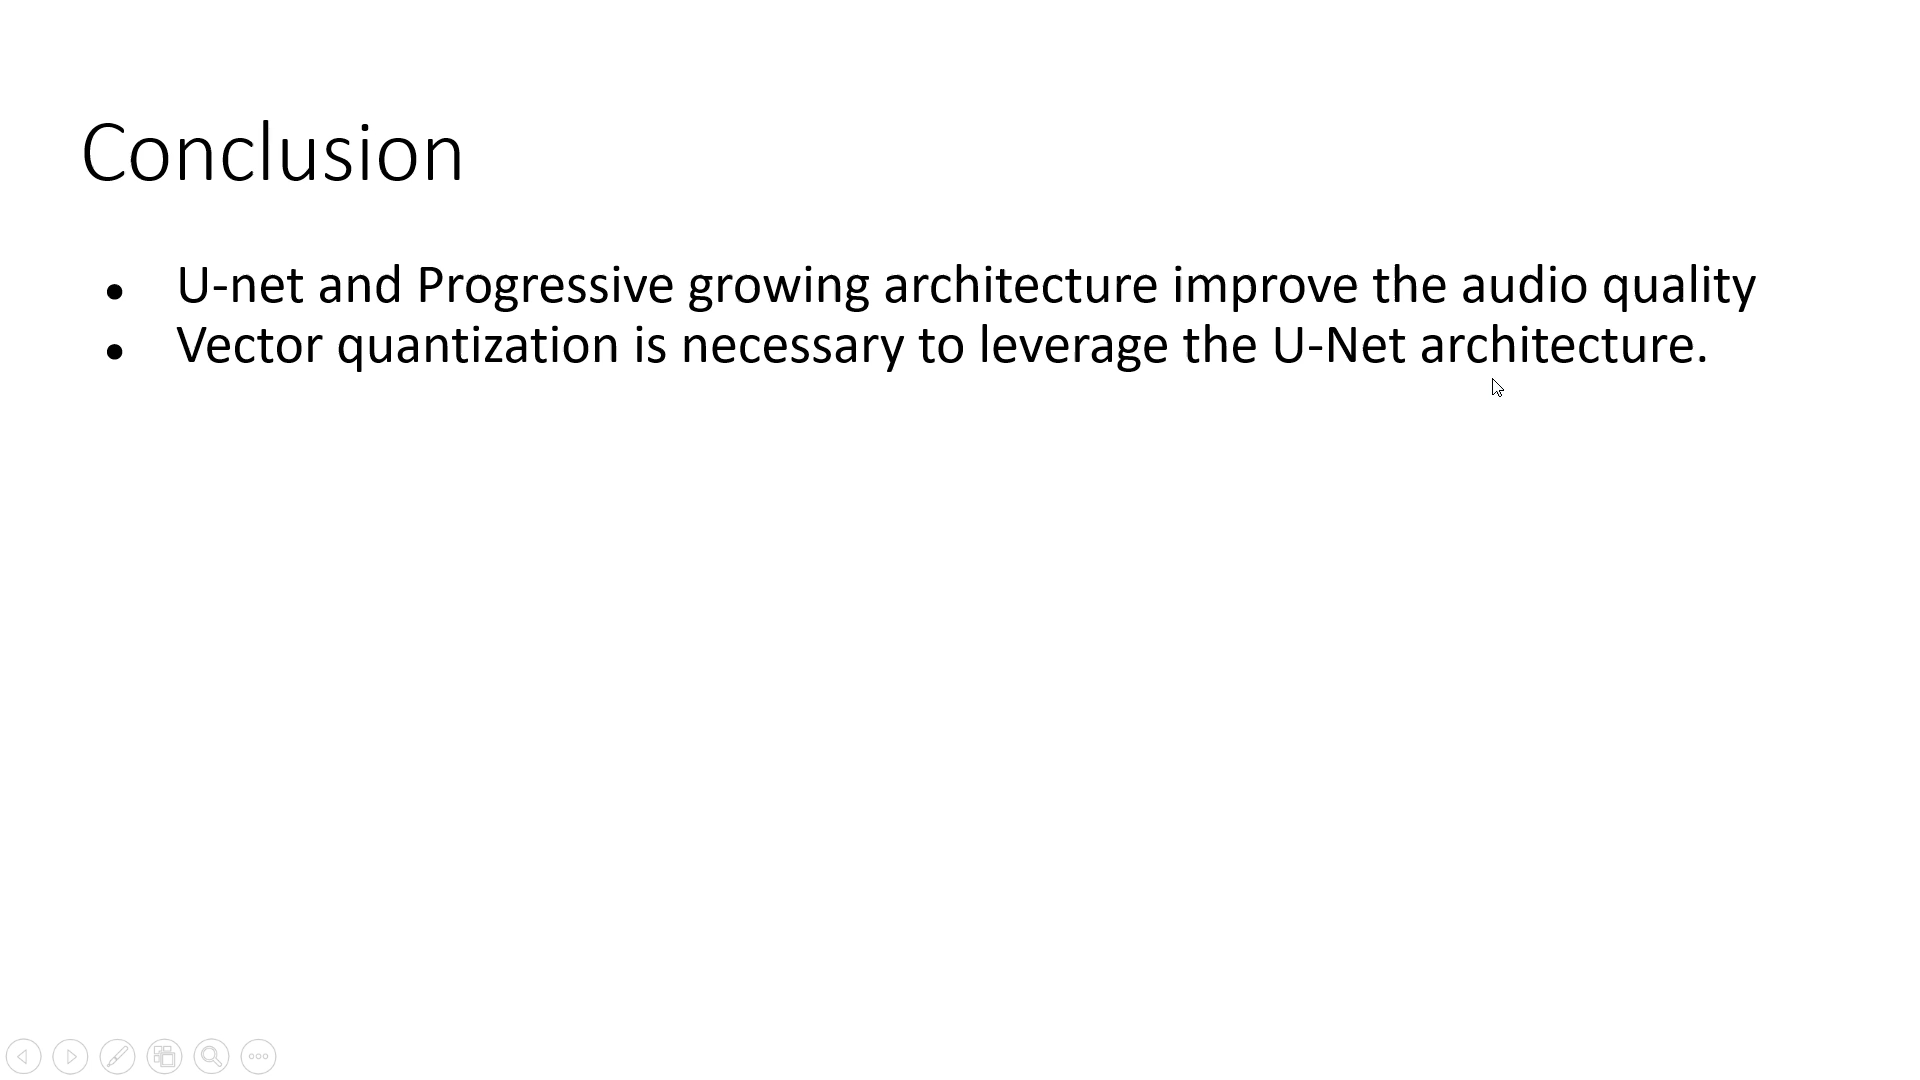 Conclusion
• U-net and Progressive growing architecture improve the audio quality
• Vector quantization is necessary to leverage the U-Net architecture.